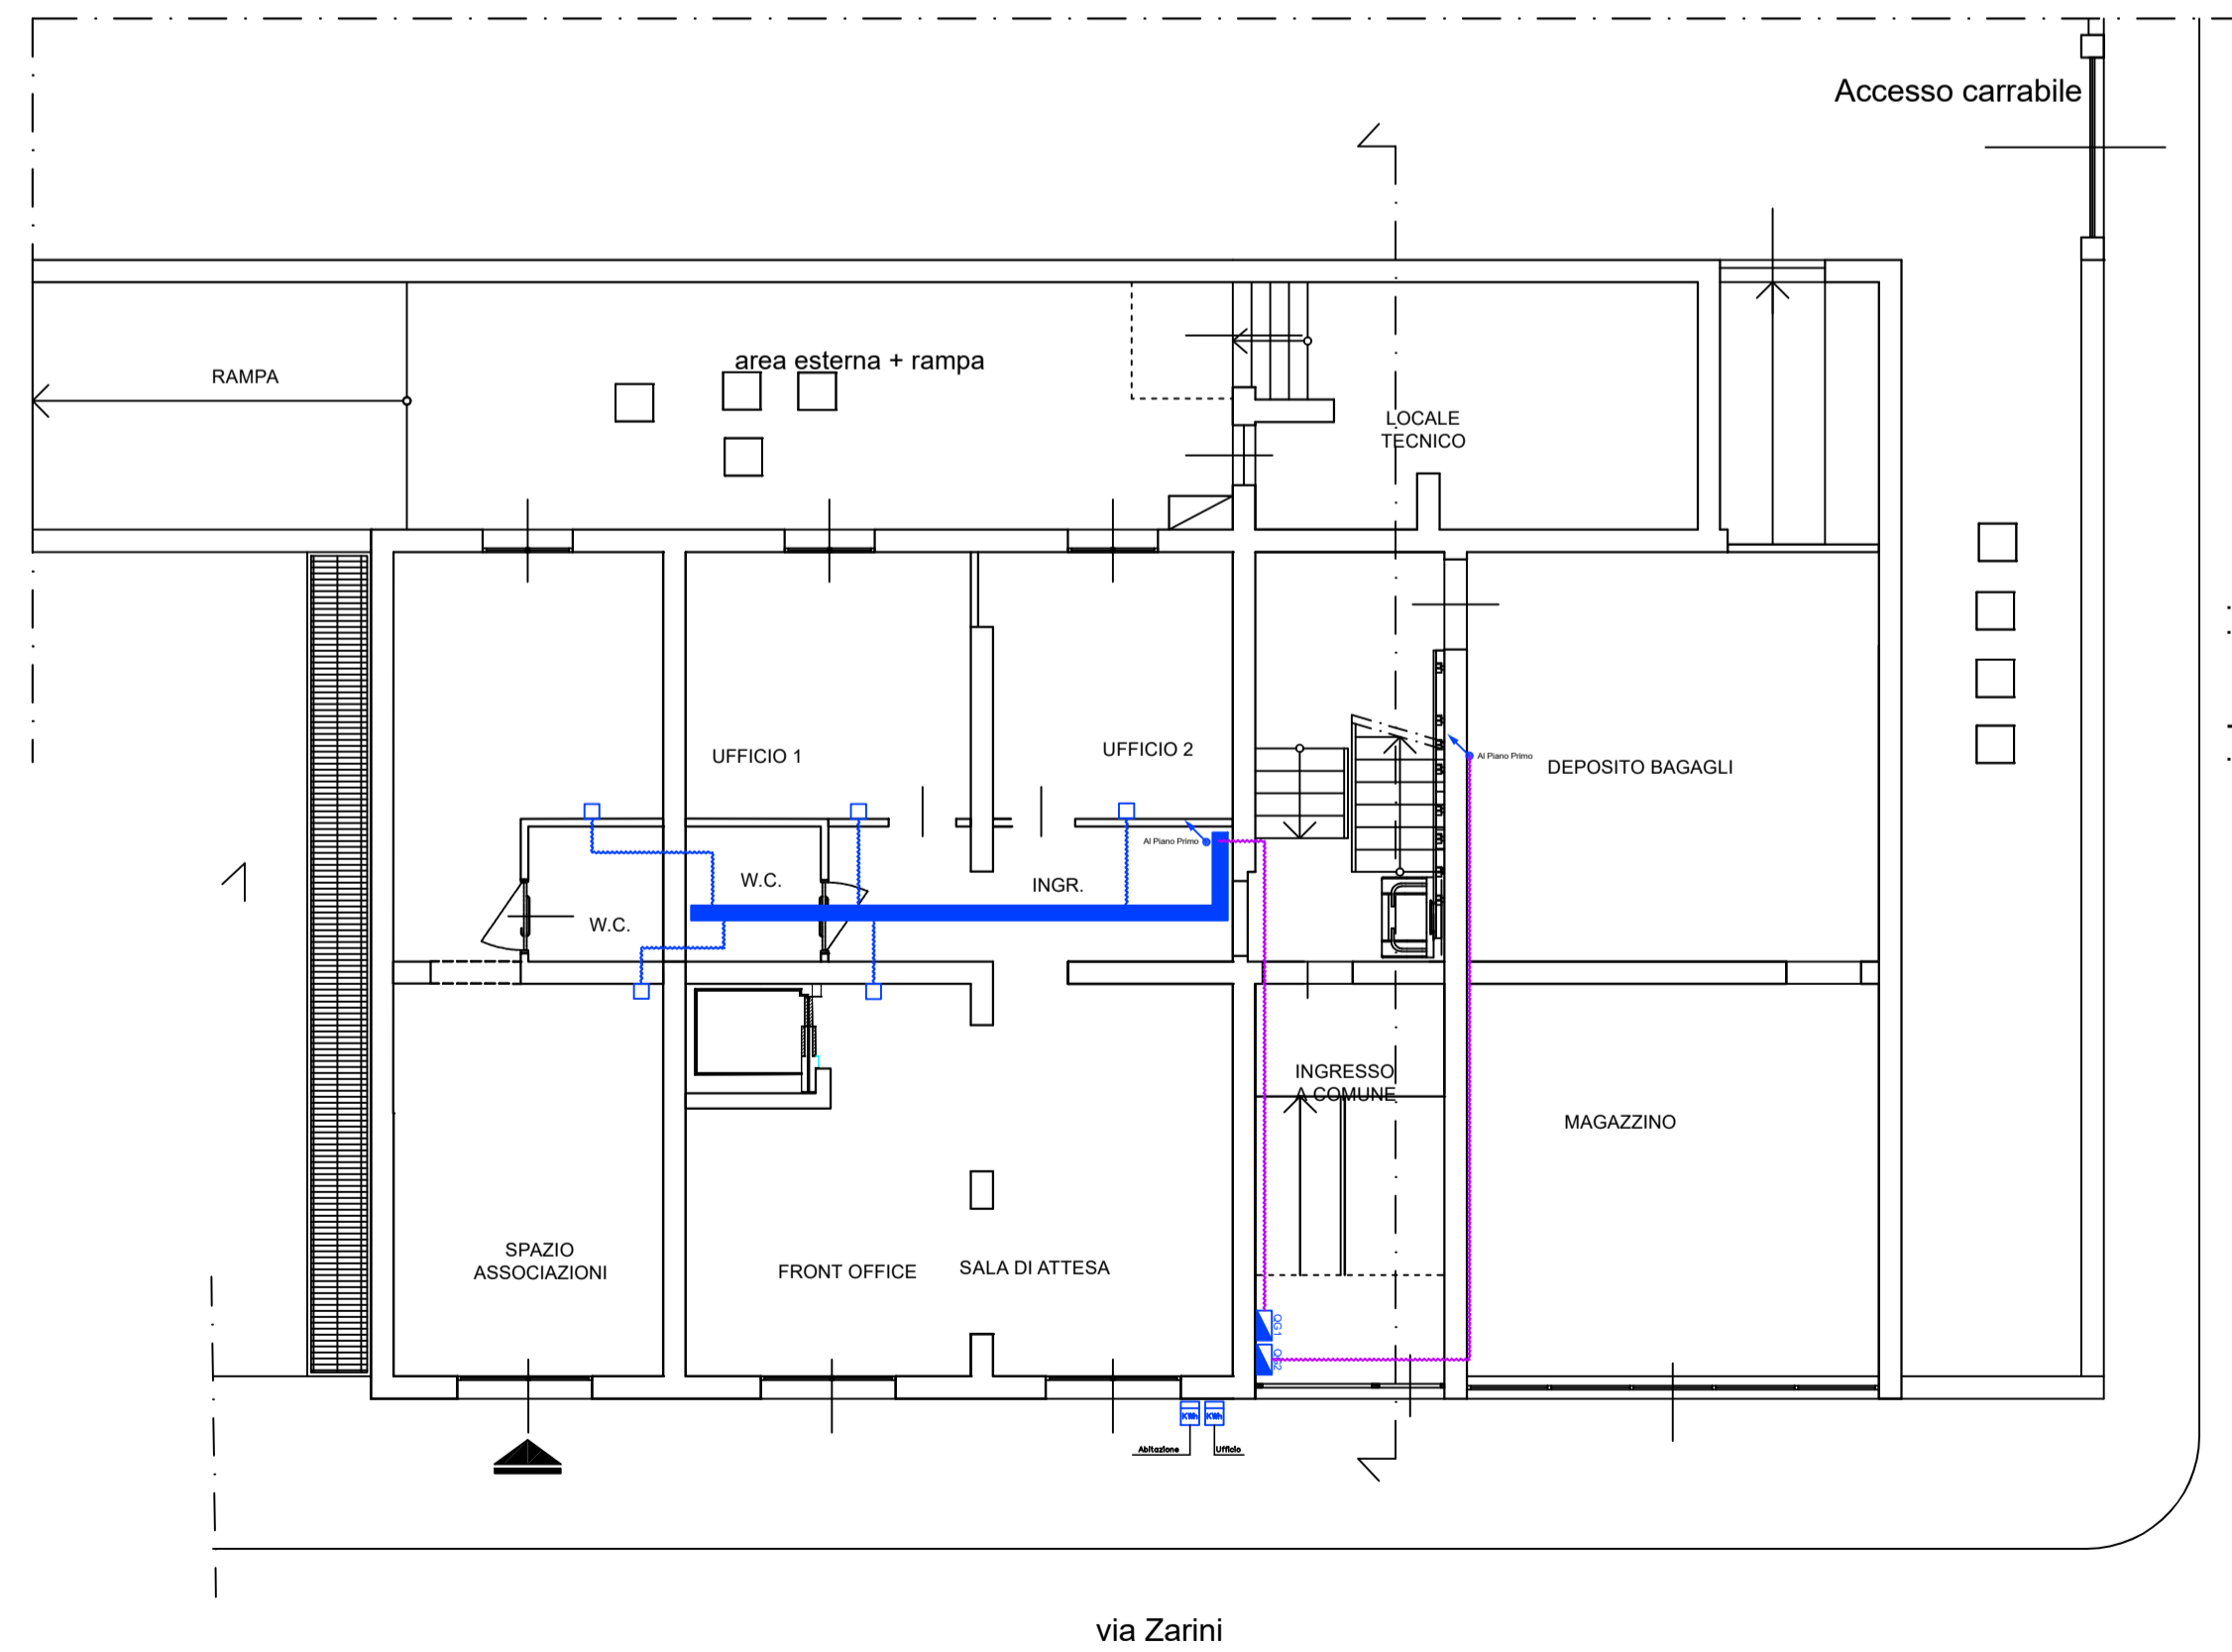 Accesso carrabile
area esterna + rampa
RAMPA
LOCALE
TECNICO
UFFICIO 1
UFFICIO 2
Al Piano Primo
DEPOSITO BAGAGLI
Al Piano Primo
W.C.
INGR.
W.C.
INGRESSO
A COMUNE
MAGAZZINO
SPAZIO
ASSOCIAZIONI
FRONT OFFICE
SALA DI ATTESA
QG1
QG2
KWh
KWh
Abitazione
Ufficio
via Zarini